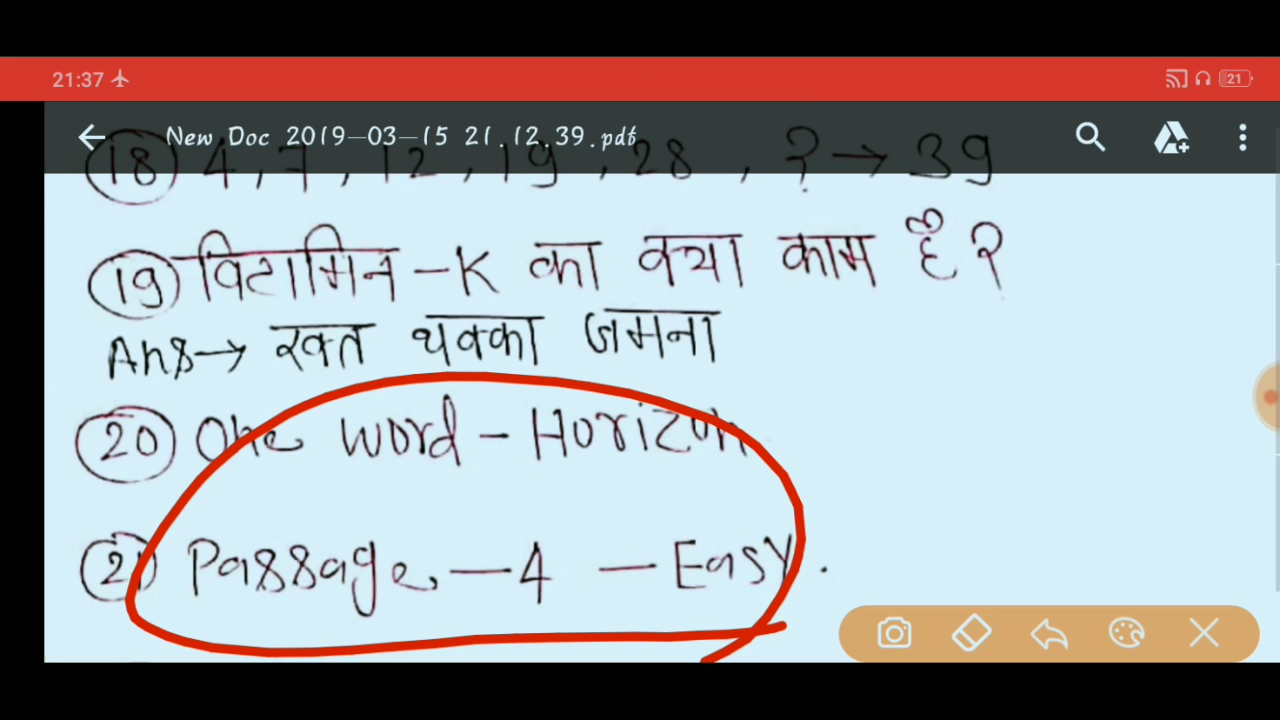 21:37
21
New Doc 2019-03-15 21.12.39.pdf
(18) 4, 7, 12, 19, 28, ? → 39
(19) विटामिन -K का क्या काम है?
Ans→ रक्त थक्का जमना
(20) One word - Horizon
(21) Passage - 4 - Easy.